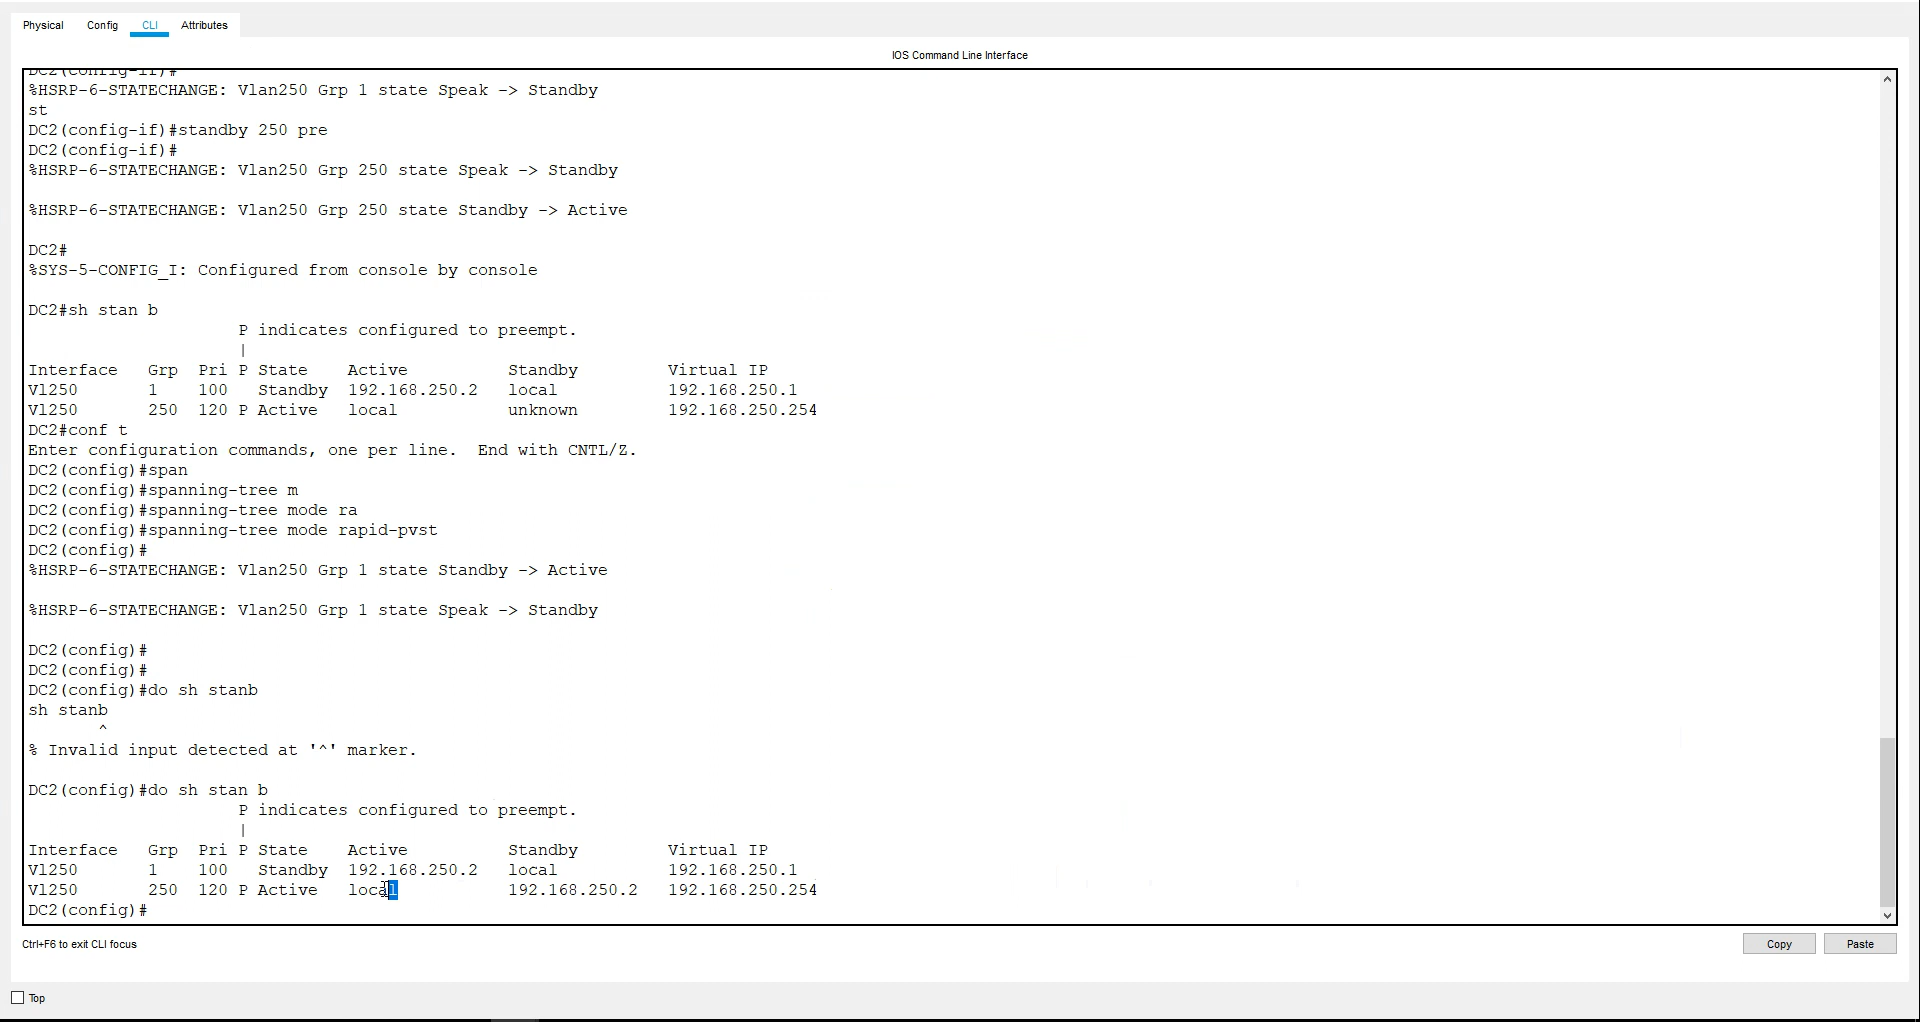 Physical Config CLI Attributes
IOS Command Line Interface
DC2(config-if)#
%HSRP-6-STATECHANGE: Vlan250 Grp 1 state Speak -> Standby
st
DC2(config-if)#standby 250 pre
DC2(config-if)#
%HSRP-6-STATECHANGE: Vlan250 Grp 250 state Speak -> Standby
%HSRP-6-STATECHANGE: Vlan250 Grp 250 state Standby -> Active
DC2#
%SYS-5-CONFIG_I: Configured from console by console
DC2#sh stan b
P indicates configured to preempt.
|
Interface Grp Pri P State Active Standby Virtual IP
Vl250 1 100 Standby 192.168.250.2 local 192.168.250.1
Vl250 250 120 P Active local unknown 192.168.250.254
DC2#conf t
Enter configuration commands, one per line. End with CNTL/Z.
DC2(config)#span
DC2(config)#spanning-tree m
DC2(config)#spanning-tree mode ra
DC2(config)#spanning-tree mode rapid-pvst
DC2(config)#
%HSRP-6-STATECHANGE: Vlan250 Grp 1 state Standby -> Active
%HSRP-6-STATECHANGE: Vlan250 Grp 1 state Speak -> Standby
DC2(config)#
DC2(config)#
DC2(config)#do sh stanb
sh stanb
^
% Invalid input detected at '^' marker.
DC2(config)#do sh stan b
P indicates configured to preempt.
|
Interface Grp Pri P State Active Standby Virtual IP
Vl250 1 100 Standby 192.168.250.2 local 192.168.250.1
Vl250 250 120 P Active local 192.168.250.2 192.168.250.254
DC2(config)#
Ctrl+F6 to exit CLI focus
Copy Paste
Top